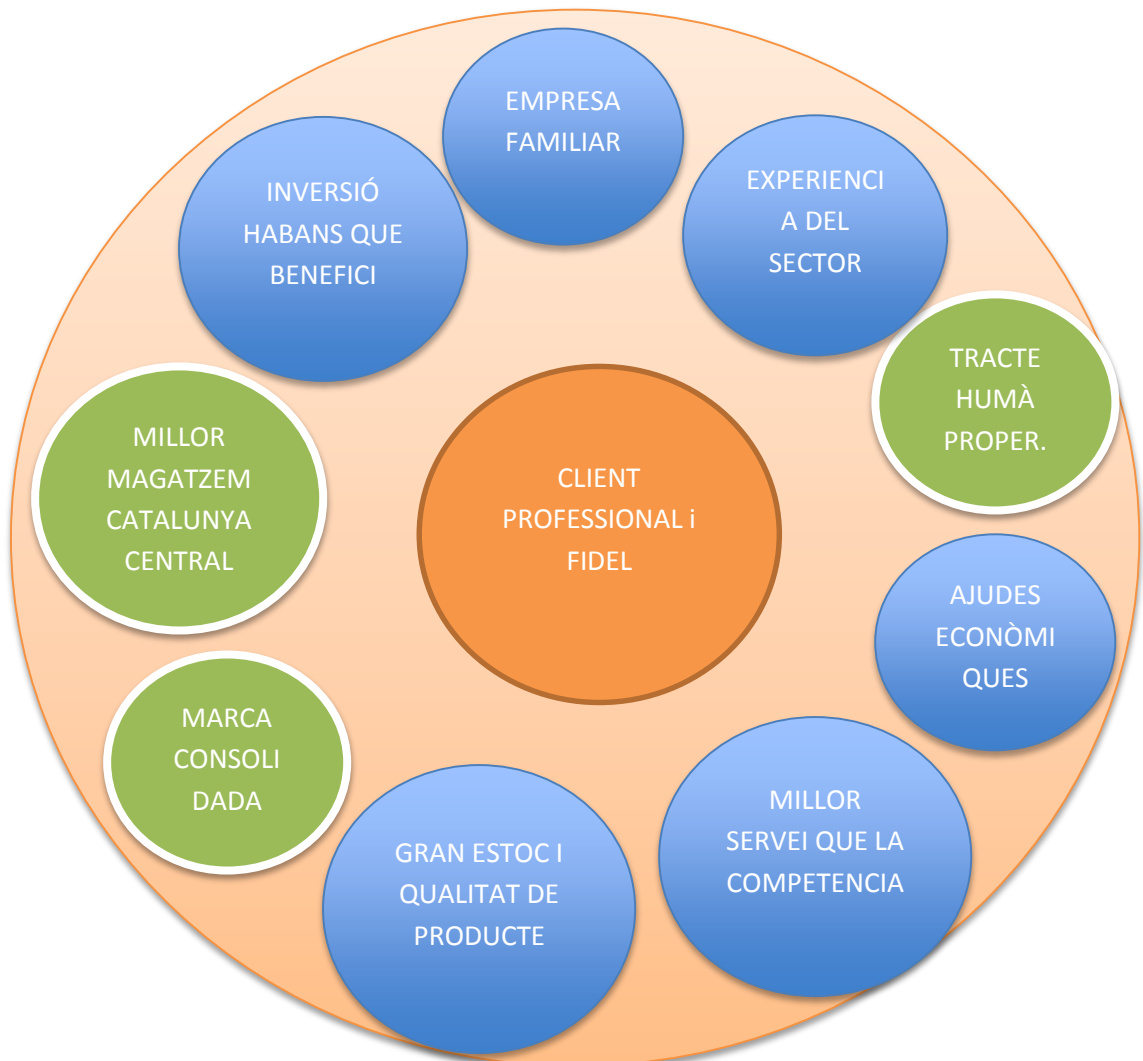 EMPRESA
FAMILIAR
EXPERIENCI
A DEL
SECTOR
INVERSIÓ
HABANS QUE
BENEFICI
TRACTE
HUMÀ
PROPER.
MILLOR
MAGATZEM
CATALUNYA
CENTRAL
CLIENT
PROFESSIONAL i
FIDEL
AJUDES
ECONÒMI
QUES
MARCA
CONSOLI
DADA
MILLOR
SERVEI QUE LA
COMPETENCIA
GRAN ESTOC I
QUALITAT DE
PRODUCTE